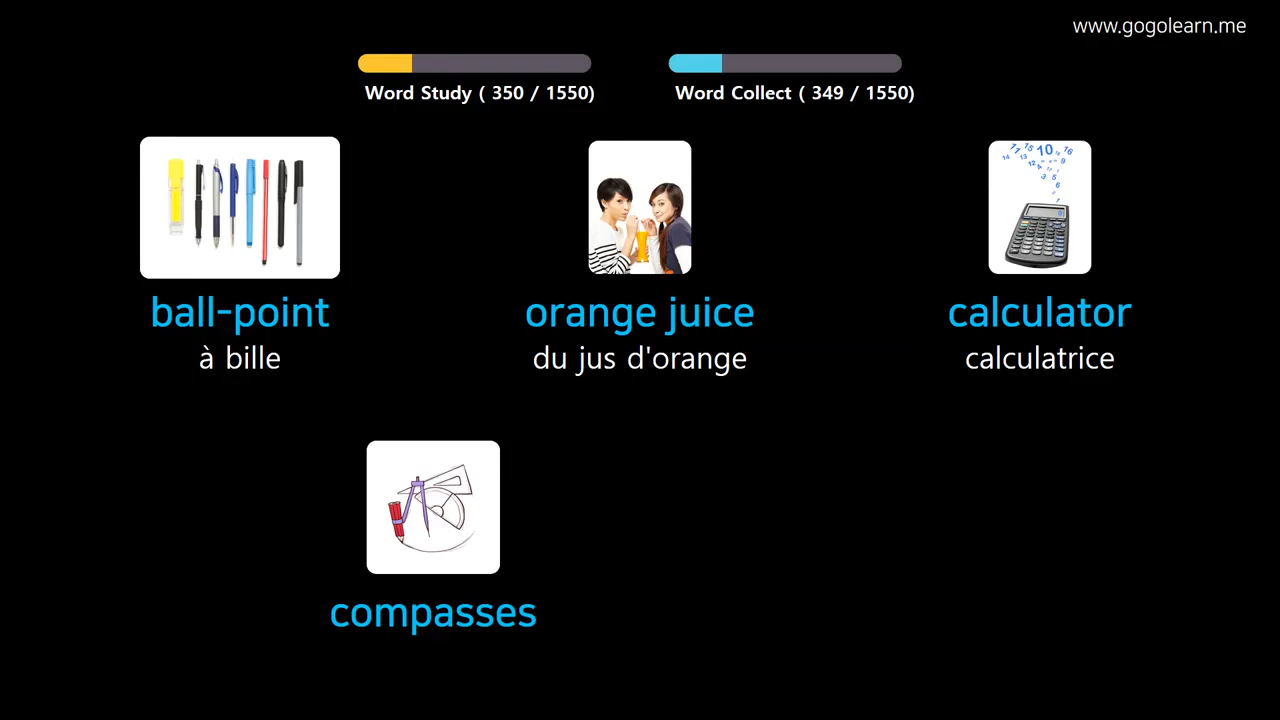 www.gogolearn.me
Word Study ( 350 / 1550)
Word Collect ( 349 / 1550)
ball-point
à bille
orange juice
du jus d'orange
calculator
calculatrice
compasses